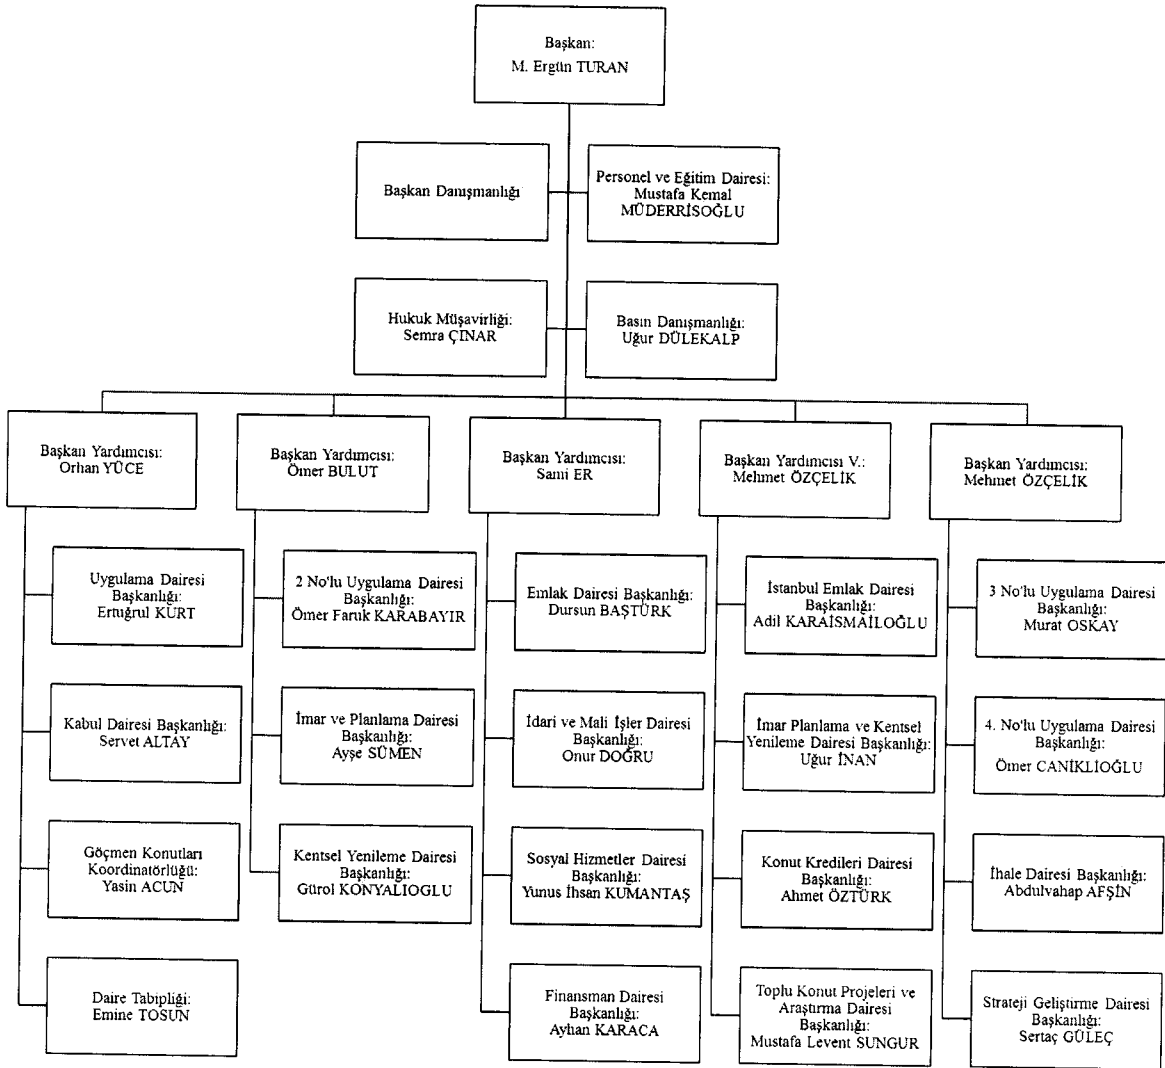 Başkan:
M. Ergün TURAN
Başkan Danışmanlığı
Personel ve Eğitim Dairesi:
Mustafa Kemal
MÜDERRİSOĞLU
Hukuk Müşavirliği:
Semra ÇINAR
Basın Danışmanlığı:
Uğur DÜLEKALP
Başkan Yardımcısı:
Orhan YÜCE
Başkan Yardımcısı:
Ömer BULUT
Başkan Yardımcısı:
Sami ER
Başkan Yardımcısı V.:
Mehmet ÖZÇELİK
Başkan Yardımcısı:
Mehmet ÖZÇELİK
Uygulama Dairesi
Başkanlığı:
Ertuğrul KURT
2 No'lu Uygulama Dairesi
Başkanlığı:
Ömer Faruk KARABAYIR
Emlak Dairesi Başkanlığı:
Dursun BAŞTÜRK
İstanbul Emlak Dairesi
Başkanlığı:
Adil KARAİSMAİLOĞLU
3 No'lu Uygulama Dairesi
Başkanlığı:
Murat OSKAY
Kabul Dairesi Başkanlığı:
Servet ALTAY
İmar ve Planlama Dairesi
Başkanlığı:
Ayşe SÜMEN
İdari ve Mali İşler Dairesi
Başkanlığı:
Onur DOĞRU
İmar Planlama ve Kentsel
Yenileme Dairesi Başkanlığı:
Uğur İNAN
4. No'lu Uygulama Dairesi
Başkanlığı:
Ömer CANİKLİOĞLU
Göçmen Konutları
Koordinatörlüğü:
Yasin ACUN
Kentsel Yenileme Dairesi
Başkanlığı:
Gürol KONYALIOGLU
Sosyal Hizmetler Dairesi
Başkanlığı:
Yunus İhsan KUMANTAŞ
Konut Kredileri Dairesi
Başkanlığı:
Ahmet ÖZTÜRK
İhale Dairesi Başkanlığı:
Abdulvahap AFŞİN
Daire Tabipliği:
Emine TOSUN
Finansman Dairesi
Başkanlığı:
Ayhan KARACA
Toplu Konut Projeleri ve
Araştırma Dairesi
Başkanlığı:
Mustafa Levent SUNGUR
Strateji Geliştirme Dairesi
Başkanlığı:
Sertaç GÜLEÇ